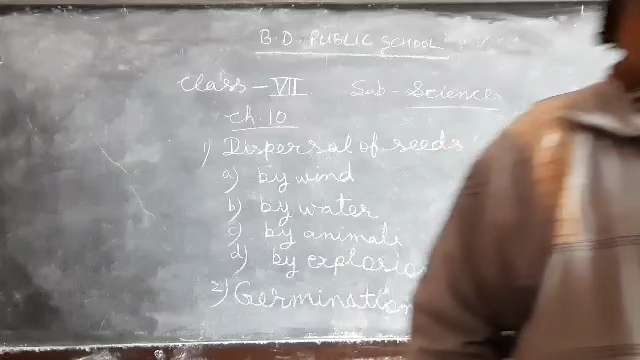 B.D. PUBLIC SCHOOL
Class - VII Sub - Science
Ch. 10
1) Dispersal of seeds
a) by wind
b) by water
c) by animals
d) by explosion
2) Germination